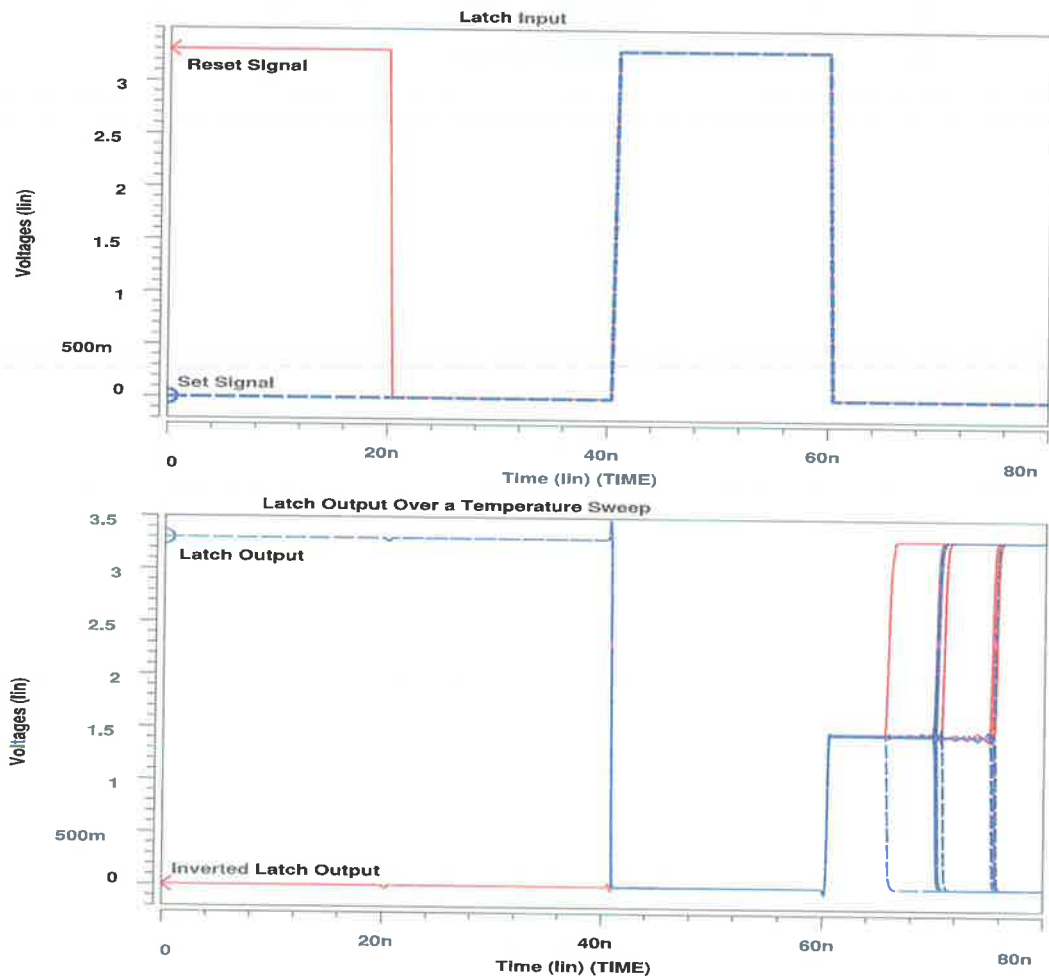 Latch Input
Reset Signal
3
2.5
2
1.5
1
500m
0
Voltages (lin)
Set Signal
0
20n
40n
60n
80n
Time (lin) (TIME)
Latch Output Over a Temperature Sweep
3.5
3
2.5
2
1.5
1
500m
0
Voltages (lin)
Latch Output
Inverted Latch Output
0
20n
40n
60n
80n
Time (lin) (TIME)